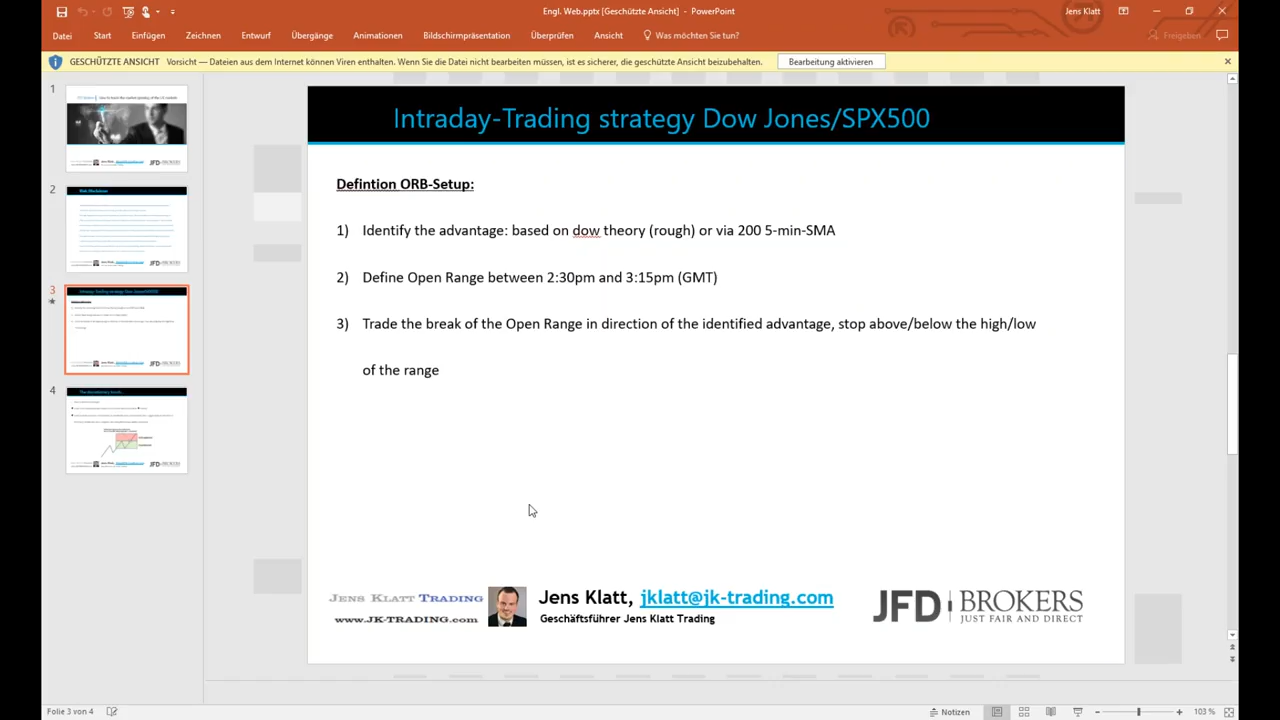 Engl. Web.pptx [Geschützte Ansicht] - PowerPoint
Jens Klatt
Datei Start Einfügen Zeichnen Entwurf Übergänge Animationen Bildschirmpräsentation Überprüfen Ansicht Was möchten Sie tun? Freigeben
GESCHÜTZTE ANSICHT Vorsicht — Dateien aus dem Internet können Viren enthalten. Wenn Sie die Datei nicht bearbeiten müssen, ist es sicherer, die geschützte Ansicht beizubehalten. Bearbeitung aktivieren
1
2
3
4
Intraday-Trading strategy Dow Jones/SPX500
Defintion ORB-Setup:
1) Identify the advantage: based on dow theory (rough) or via 200 5-min-SMA
2) Define Open Range between 2:30pm and 3:15pm (GMT)
3) Trade the break of the Open Range in direction of the identified advantage, stop above/below the high/low
of the range
JENS KLATT TRADING
www.JK-TRADING.com
Jens Klatt, jklatt@jk-trading.com
Geschäftsführer Jens Klatt Trading
JFD BROKERS
JUST FAIR AND DIRECT
Folie 3 von 4
Notizen
103 %